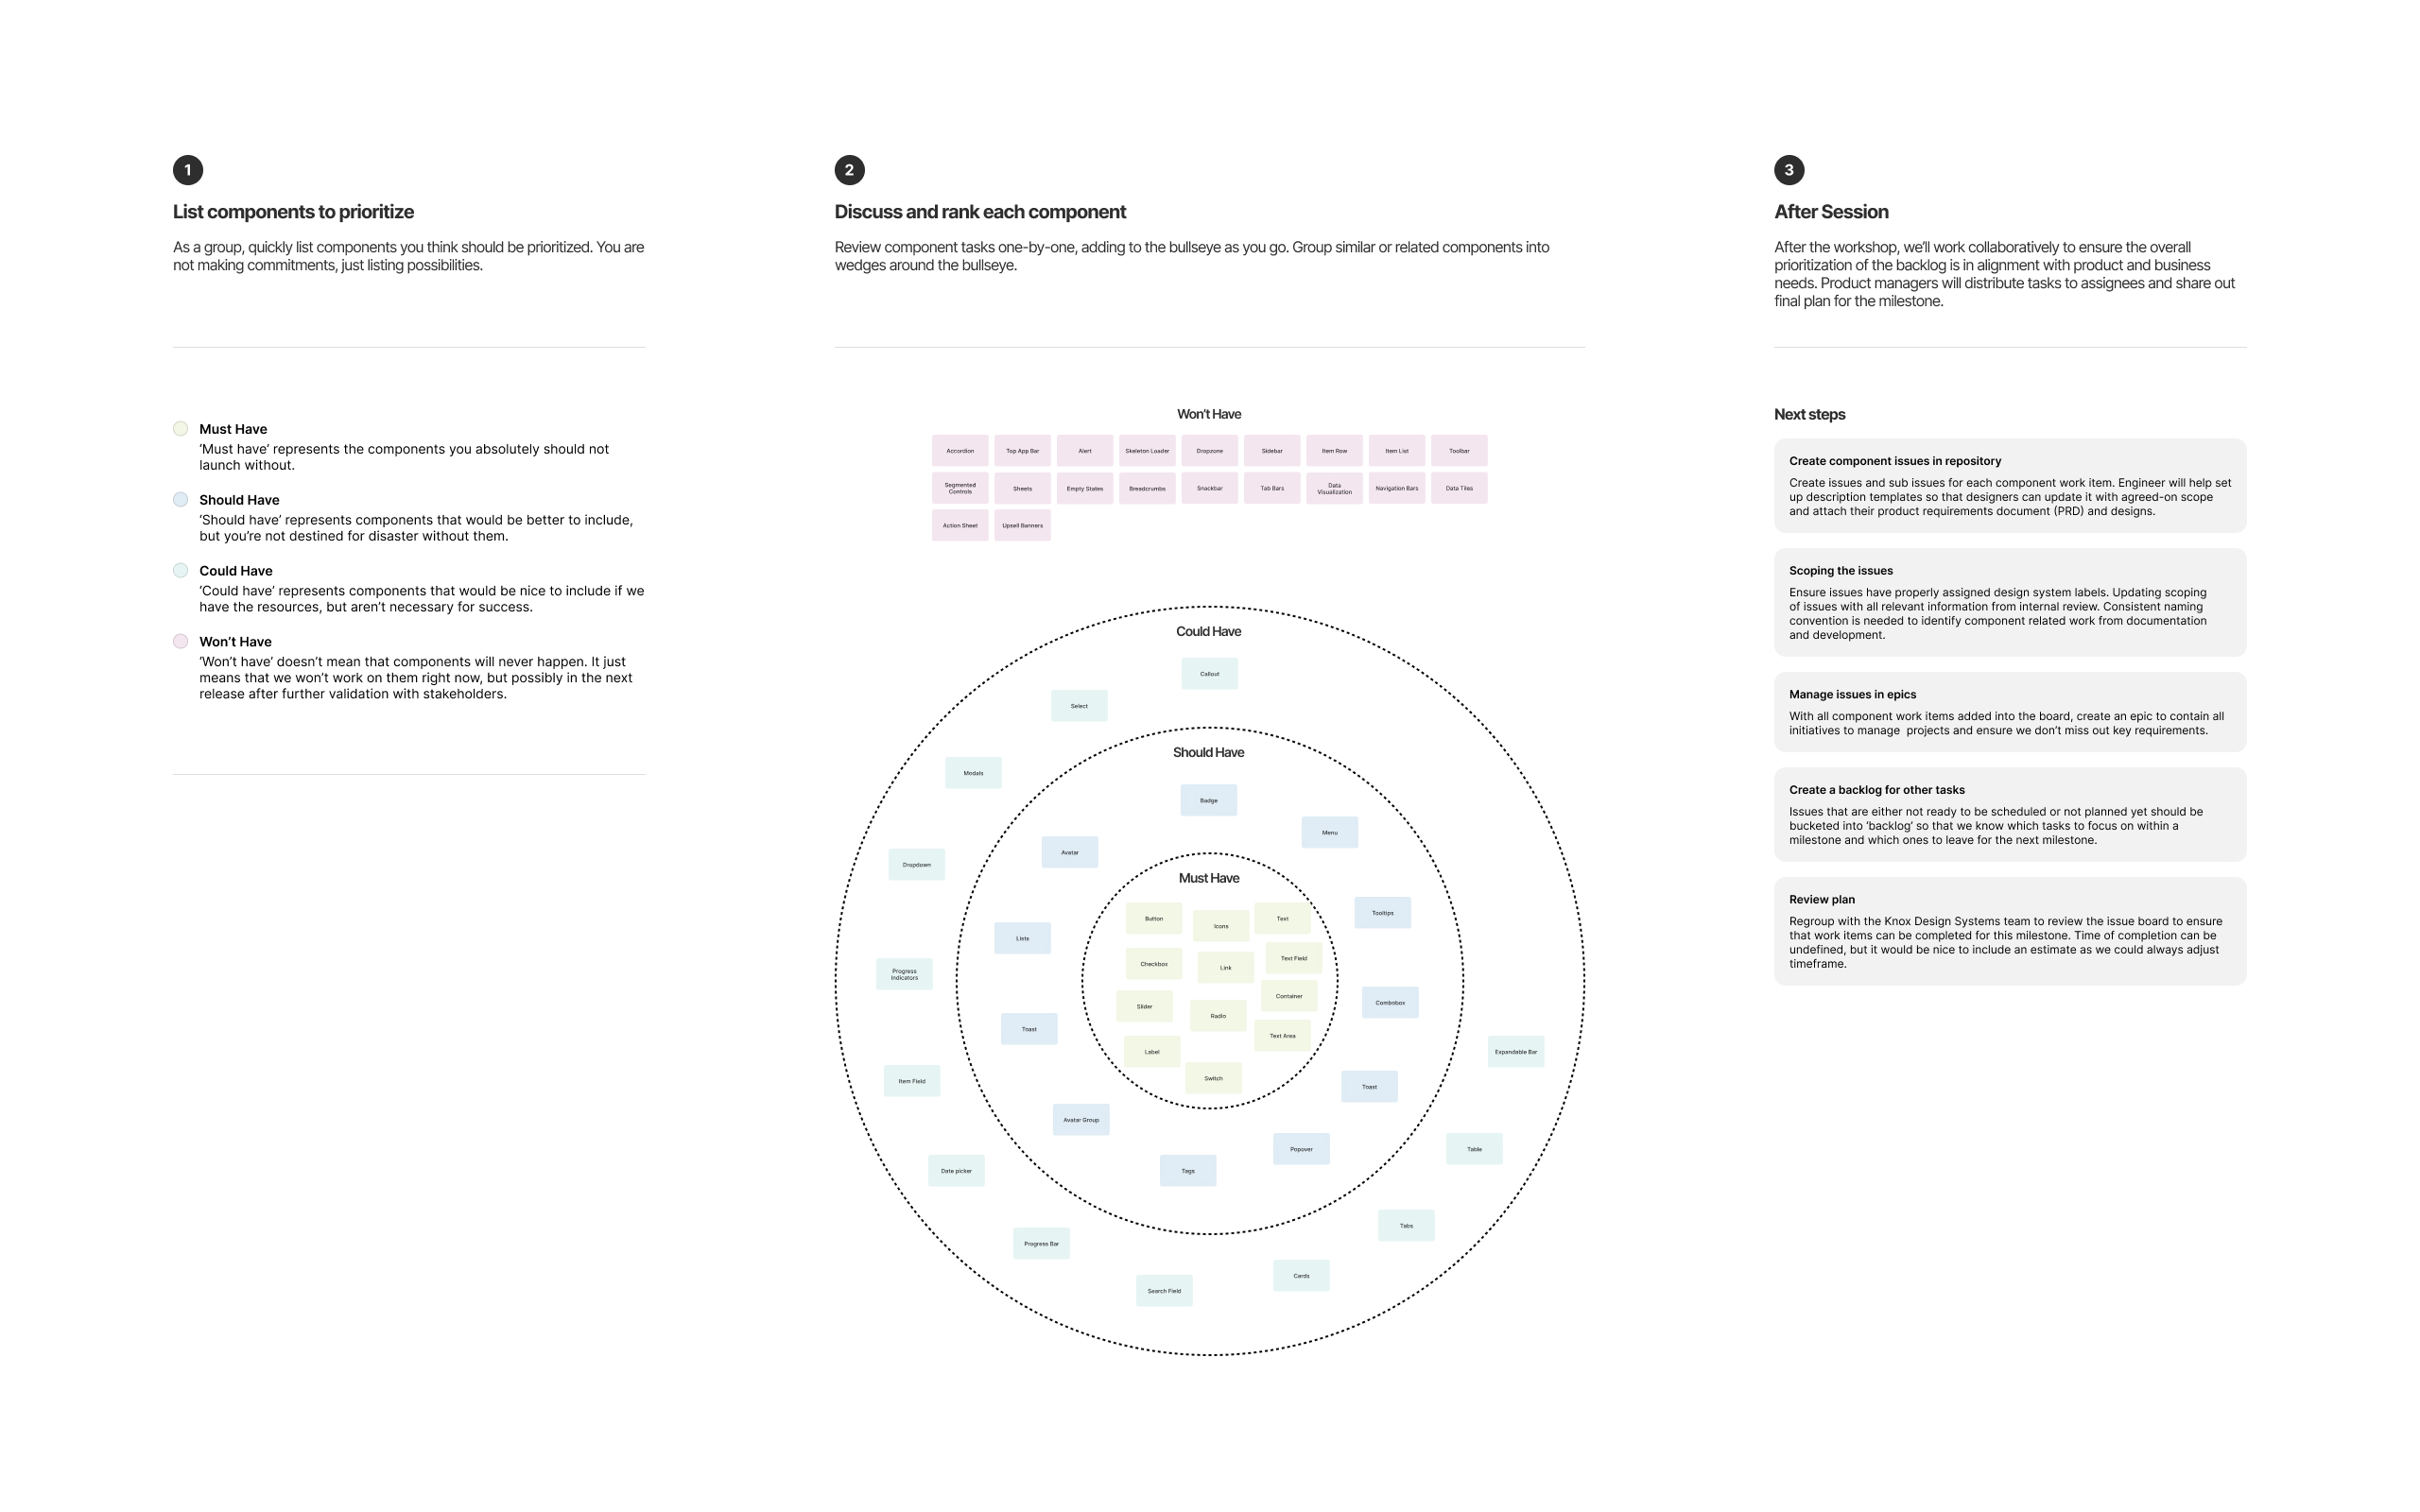 1
List components to prioritize
As a group, quickly list components you think should be prioritized. You are
not making commitments, just listing possibilities.
Must Have
‘Must have’ represents the components you absolutely should not
launch without.
Should Have
‘Should have’ represents components that would be better to include,
but you’re not destined for disaster without them.
Could Have
‘Could have’ represents components that would be nice to include if we
have the resources, but aren’t necessary for success.
Won’t Have
‘Won’t have’ doesn’t mean that components will never happen. It just
means that we won’t work on them right now, but possibly in the next
release after further validation with stakeholders.
2
Discuss and rank each component
Review component tasks one-by-one, adding to the bullseye as you go. Group similar or related components into
wedges around the bullseye.
Won’t Have
Accordion
Top App Bar
Alert
Skeleton Loader
Dropzone
Sidebar
Item Row
Item List
Toolbar
Segmented
Controls
Sheets
Empty States
Breadcrumbs
Snackbar
Tab Bars
Data
Visualization
Navigation Bars
Data Tiles
Action Sheet
Upsell Banners
Could Have
Callout
Select
Modals
Dropdown
Progress
Indicators
Item Field
Date picker
Progress Bar
Search Field
Cards
Tabs
Table
Expandable Bar
Should Have
Badge
Menu
Avatar
Tooltips
Lists
Combobox
Toast
Toast
Avatar Group
Popover
Tags
Must Have
Button
Icons
Text
Checkbox
Link
Text Field
Slider
Radio
Container
Label
Text Area
Switch
3
After Session
After the workshop, we’ll work collaboratively to ensure the overall
prioritization of the backlog is in alignment with product and business
needs. Product managers will distribute tasks to assignees and share out
final plan for the milestone.
Next steps
Create component issues in repository
Create issues and sub issues for each component work item. Engineer will help set
up description templates so that designers can update it with agreed-on scope
and attach their product requirements document (PRD) and designs.
Scoping the issues
Ensure issues have properly assigned design system labels. Updating scoping
of issues with all relevant information from internal review. Consistent naming
convention is needed to identify component related work from documentation
and development.
Manage issues in epics
With all component work items added into the board, create an epic to contain all
initiatives to manage  projects and ensure we don’t miss out key requirements.
Create a backlog for other tasks
Issues that are either not ready to be scheduled or not planned yet should be
bucketed into ‘backlog’ so that we know which tasks to focus on within a
milestone and which ones to leave for the next milestone.
Review plan
Regroup with the Knox Design Systems team to review the issue board to ensure
that work items can be completed for this milestone. Time of completion can be
undefined, but it would be nice to include an estimate as we could always adjust
timeframe.